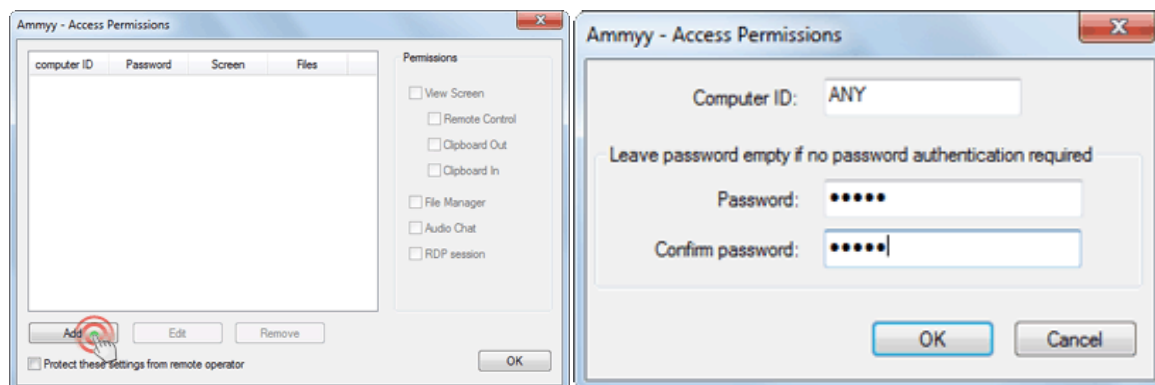 Ammyy - Access Permissions
computer ID Password Screen Files
Permissions
View Screen
Remote Control
Clipboard Out
Clipboard In
File Manager
Audio Chat
RDP session
Add Edit Remove
Protect these settings from remote operator
OK
Ammyy - Access Permissions
Computer ID: ANY
Leave password empty if no password authentication required
Password: •••••
Confirm password: •••••
OK Cancel